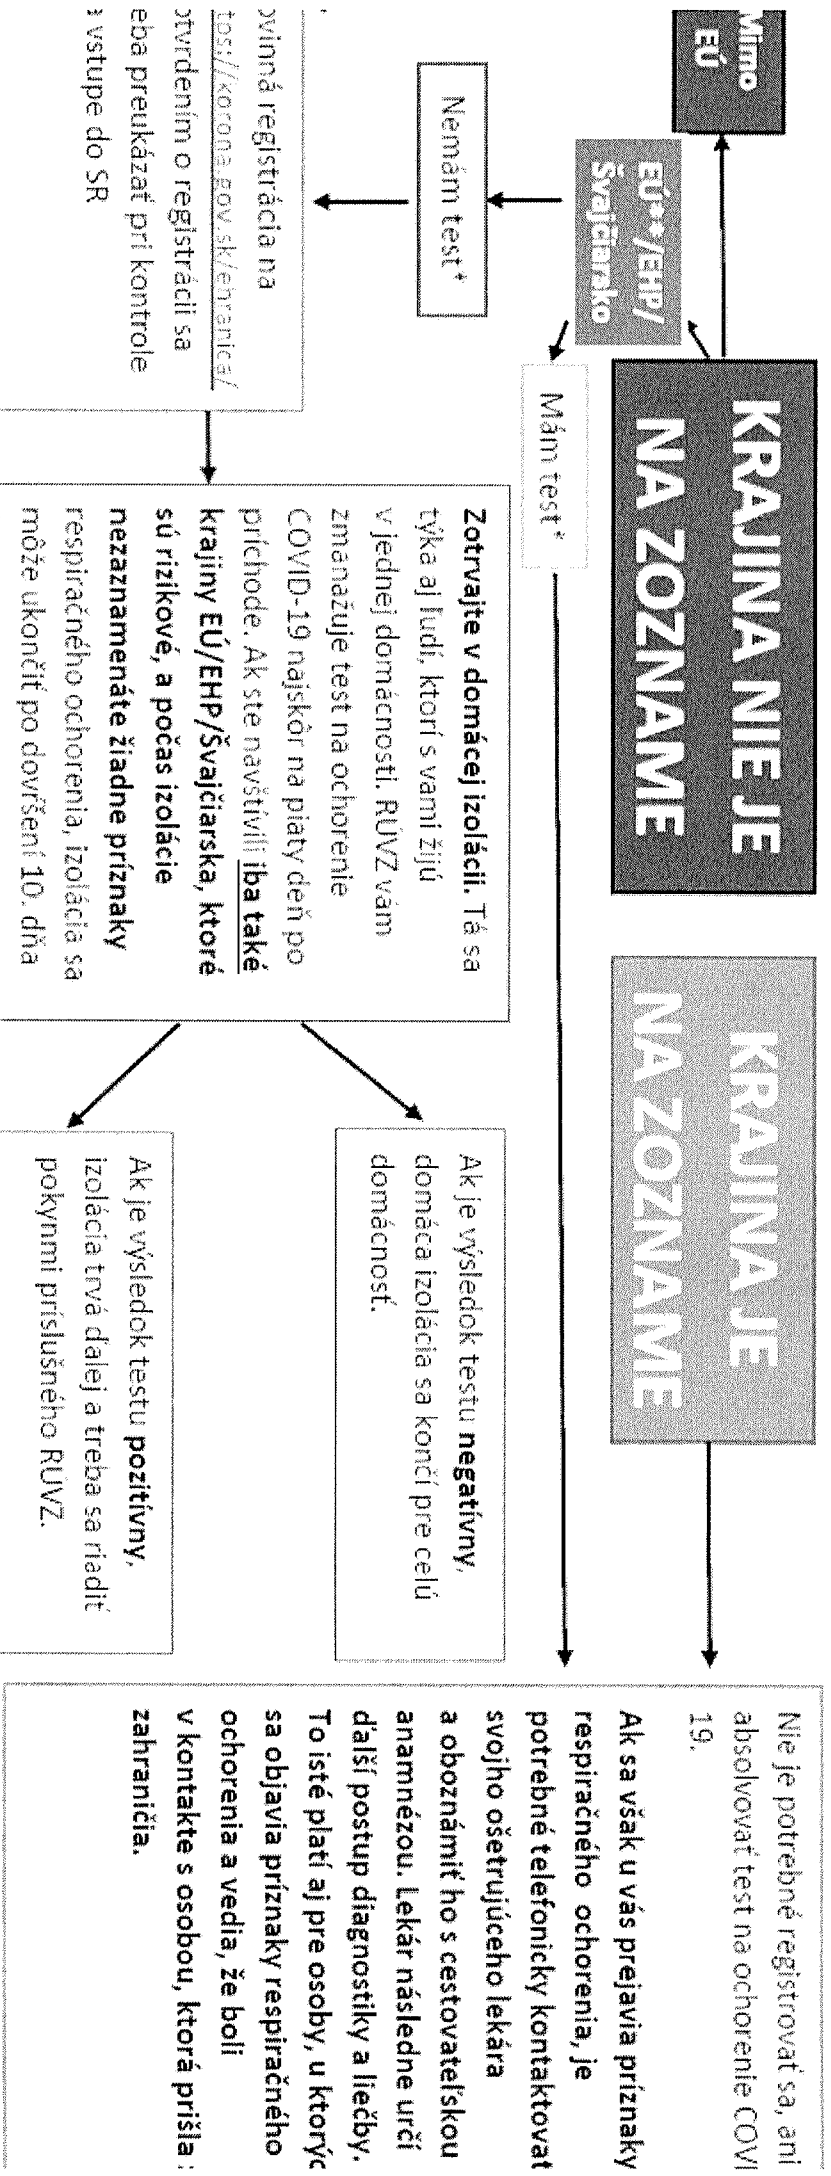 Mimo
EÚ
EÚ**/EHP/
Švajčiarsko
KRAJINA NIE JE
NA ZOZNAME
KRAJINA JE
NA ZOZNAME
Nemám test*
Mám test*
ovinná registrácia na
tps://korona.gov.sk/ehranica/
otvrdením o registrácii sa
eba preukázať pri kontrole
vstupe do SR
Zotrvajte v domácej izolácii. Tá sa
týka aj ľudí, ktorí s vami žijú
v jednej domácnosti. RÚVZ vám
zmanažuje test na ochorenie
COVID-19 najskôr na piaty deň po
príchode. Ak ste navštívili iba také
krajiny EÚ/EHP/Švajčiarska, ktoré
sú rizikové, a počas izolácie
nezaznamenáte žiadne príznaky
respiračného ochorenia, izolácia sa
môže ukončiť po dovŕšení 10. dňa
Ak je výsledok testu negatívny,
domáca izolácia sa končí pre celú
domácnosť.
Ak je výsledok testu pozitívny,
izolácia trvá ďalej a treba sa riadiť
pokynmi príslušného RÚVZ.
Nie je potrebné registrovať sa, ani
absolvovať test na ochorenie COVI
19.
Ak sa však u vás prejavia príznaky
respiračného ochorenia, je
potrebné telefonicky kontaktovať
svojho ošetrujúceho lekára
a oboznámiť ho s cestovateľskou
anamnézou. Lekár následne určí
ďalší postup diagnostiky a liečby.
To isté platí aj pre osoby, u ktorýc
sa objavia príznaky respiračného
ochorenia a vedia, že boli
v kontakte s osobou, ktorá prišla
zahraničia.